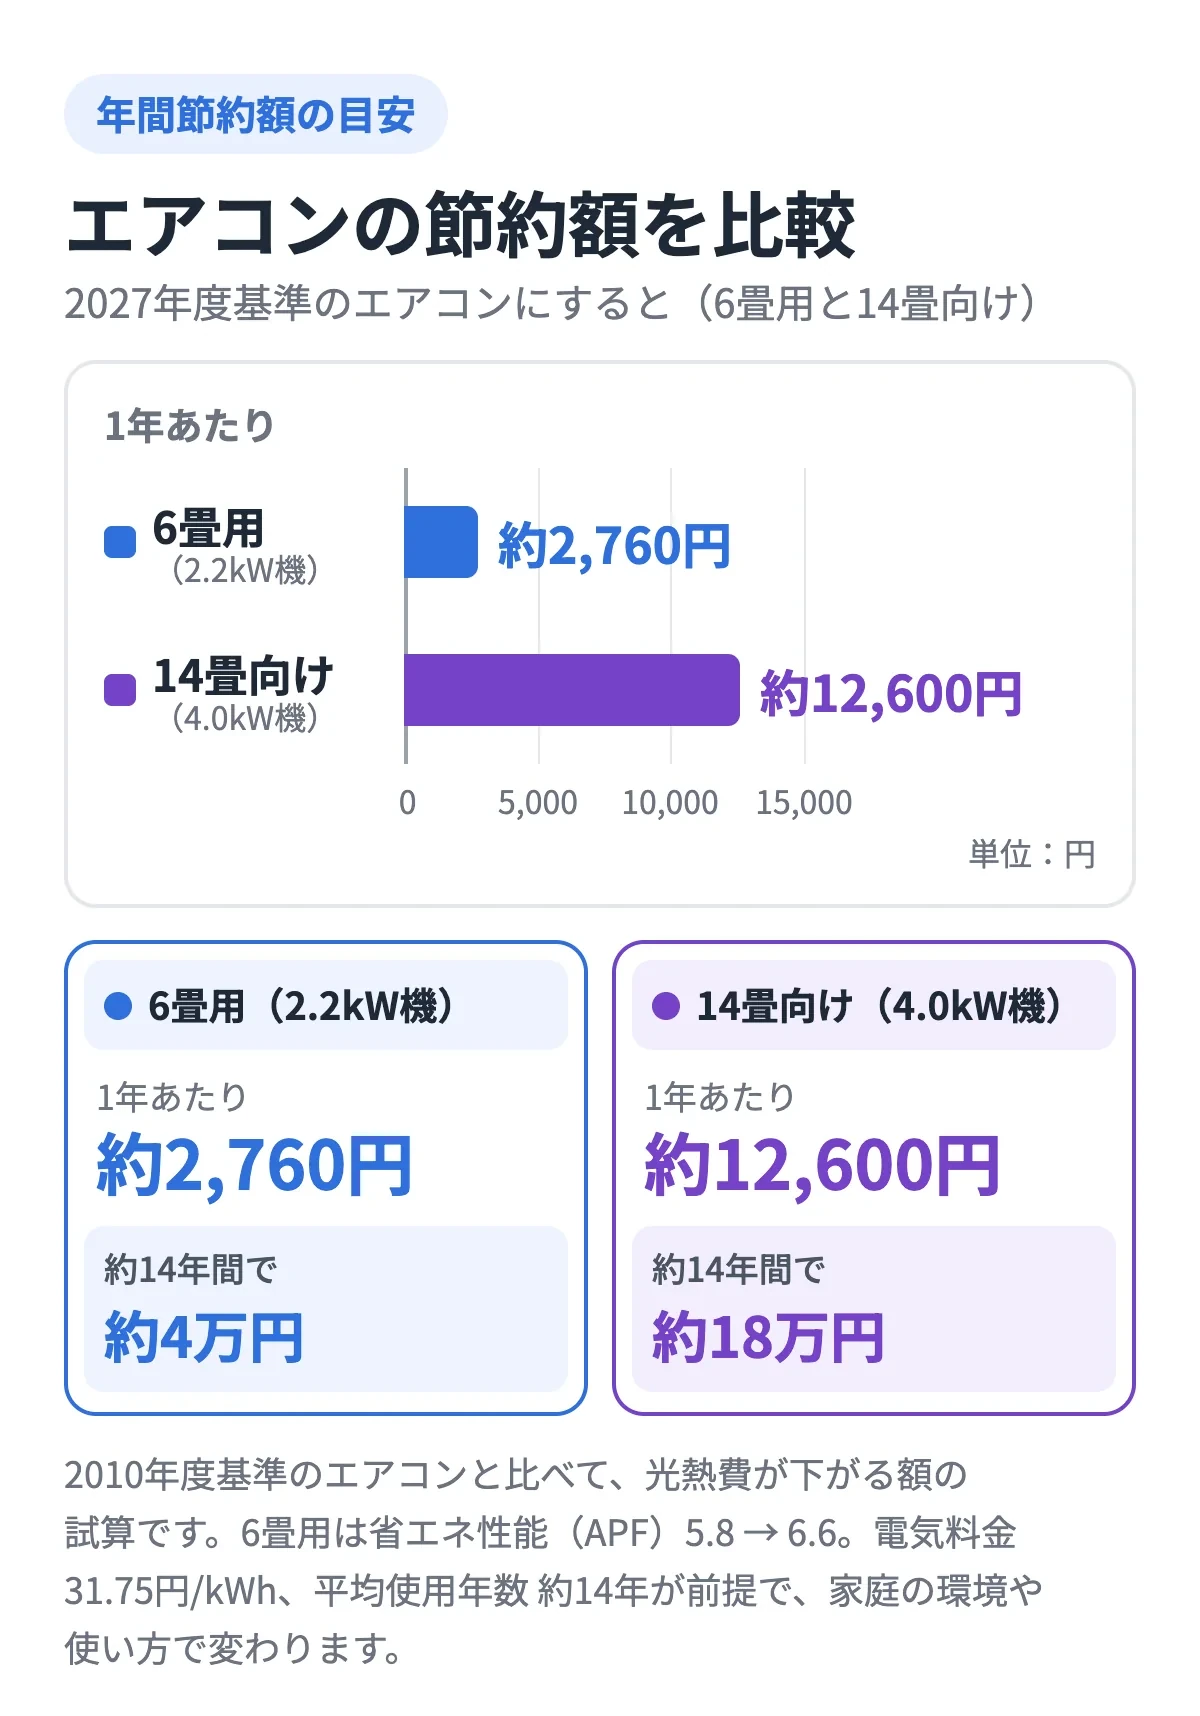 年間節約額の目安
エアコンの節約額を比較
2027年度基準のエアコンにすると（6畳用と14畳向け）
1年あたり
6畳用
（2.2kW機）
約2,760円
14畳向け
（4.0kW機）
約12,600円
0 5,000 10,000 15,000
単位：円
6畳用（2.2kW機）
1年あたり
約2,760円
約14年間で
約4万円
14畳向け（4.0kW機）
1年あたり
約12,600円
約14年間で
約18万円
2010年度基準のエアコンと比べて、光熱費が下がる額の
試算です。6畳用は省エネ性能（APF）5.8 → 6.6。電気料金
31.75円/kWh、平均使用年数 約14年が前提で、家庭の環境や
使い方で変わります。